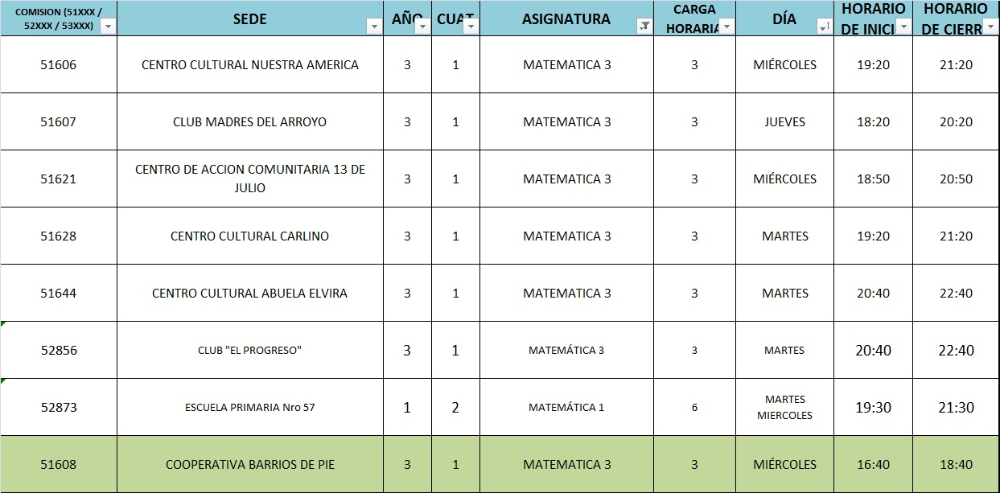 COMISION (51XXX / 52XXX / 53XXX) SEDE AÑO CUAT ASIGNATURA CARGA HORARIA DÍA HORARIO DE INICI HORARIO DE CIERR
51606 CENTRO CULTURAL NUESTRA AMERICA 3 1 MATEMATICA 3 3 MIÉRCOLES 19:20 21:20
51607 CLUB MADRES DEL ARROYO 3 1 MATEMATICA 3 3 JUEVES 18:20 20:20
51621 CENTRO DE ACCION COMUNITARIA 13 DE JULIO 3 1 MATEMATICA 3 3 MIÉRCOLES 18:50 20:50
51628 CENTRO CULTURAL CARLINO 3 1 MATEMATICA 3 3 MARTES 19:20 21:20
51644 CENTRO CULTURAL ABUELA ELVIRA 3 1 MATEMATICA 3 3 MARTES 20:40 22:40
52856 CLUB "EL PROGRESO" 3 1 MATEMÁTICA 3 3 MARTES 20:40 22:40
52873 ESCUELA PRIMARIA Nro 57 1 2 MATEMÁTICA 1 6 MARTES MIERCOLES 19:30 21:30
51608 COOPERATIVA BARRIOS DE PIE 3 1 MATEMATICA 3 3 MIÉRCOLES 16:40 18:40